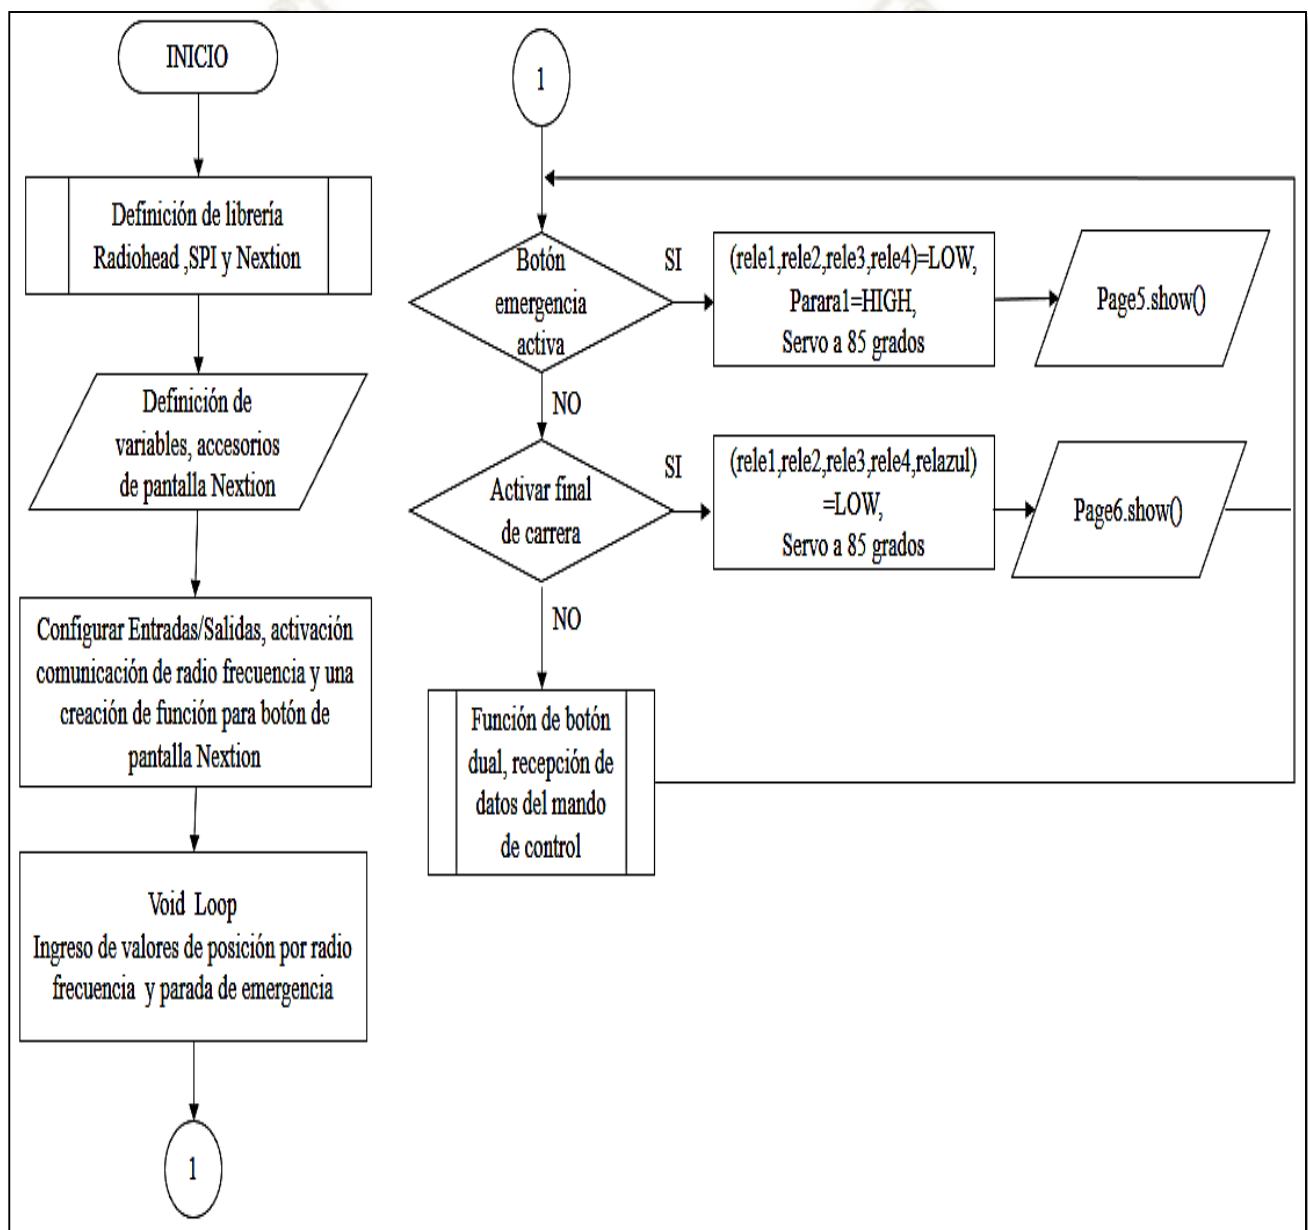 INICIO
Definición de librería
Radiohead ,SPI y Nextion
Definición de
variables, accesorios
de pantalla Nextion
Configurar Entradas/Salidas, activación
comunicación de radio frecuencia y una
creación de función para botón de
pantalla Nextion
Void Loop
Ingreso de valores de posición por radio
frecuencia y parada de emergencia
1
1
Botón
emergencia
activa
SI
(rele1,rele2,rele3,rele4)=LOW,
Parara1=HIGH,
Servo a 85 grados
Page5.show()
NO
Activar final
de carrera
SI
(rele1,rele2,rele3,rele4,relazul)
=LOW,
Servo a 85 grados
Page6.show()
NO
Función de botón
dual, recepción de
datos del mando
de control